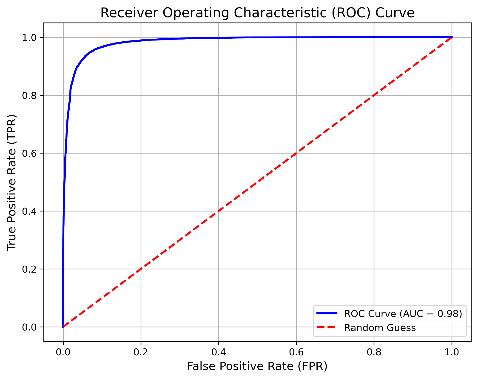 Receiver Operating Characteristic (ROC) Curve
1.0
0.8
0.6
0.4
0.2
0.0
True Positive Rate (TPR)
0.0 0.2 0.4 0.6 0.8 1.0
False Positive Rate (FPR)
ROC Curve (AUC = 0.98)
Random Guess